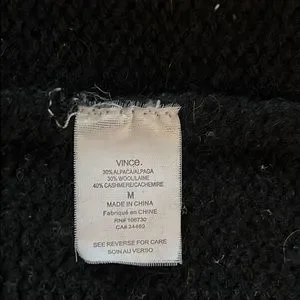 VINCE.
30% ALPACA/ALPAGA
30% WOOL/LAINE
40% CASHMERE/CACHEMIRE
M
MADE IN CHINA
Fabriqué en CHINE
RN# 106730
CA# 34460
SEE REVERSE FOR CARE
SOIN AU VERSO